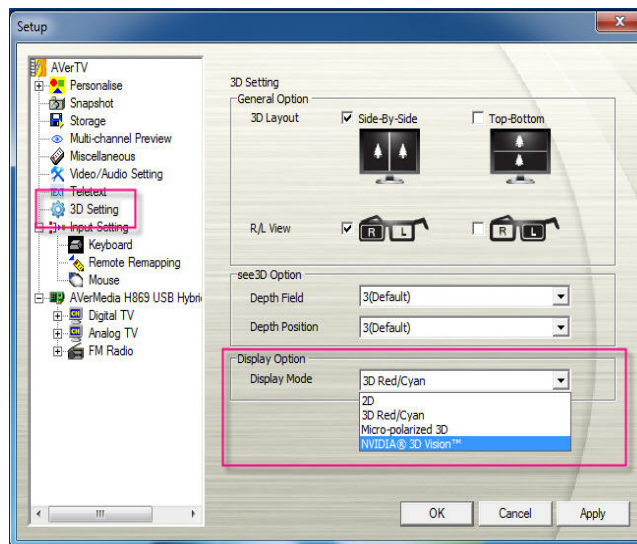 Setup
AVerTV
Personalise
Snapshot
Storage
Multi-channel Preview
Miscellaneous
Video/Audio Setting
TEXT Teletext
3D Setting
Input Setting
Keyboard
Remote Remapping
Mouse
AVerMedia H869 USB Hybri
Digital TV
Analog TV
FM Radio
3D Setting
General Option
3D Layout Side-By-Side Top-Bottom
R/L View R L R L
see3D Option
Depth Field 3(Default)
Depth Position 3(Default)
Display Option
Display Mode 3D Red/Cyan
2D
3D Red/Cyan
Micro-polarized 3D
NVIDIA® 3D Vision™
OK Cancel Apply